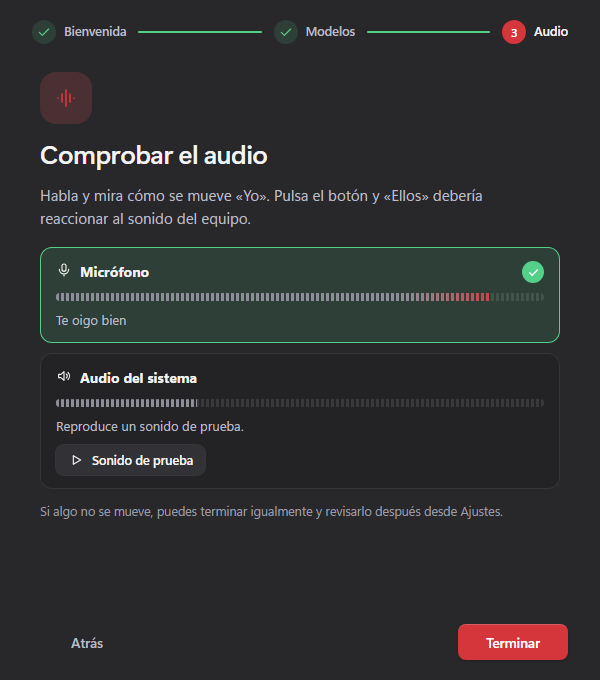 Bienvenida
Modelos
3
Audio
Comprobar el audio
Habla y mira cómo se mueve «Yo». Pulsa el botón y «Ellos» debería
reaccionar al sonido del equipo.
Micrófono
Te oigo bien
Audio del sistema
Reproduce un sonido de prueba.
Sonido de prueba
Si algo no se mueve, puedes terminar igualmente y revisarlo después desde Ajustes.
Atrás
Terminar